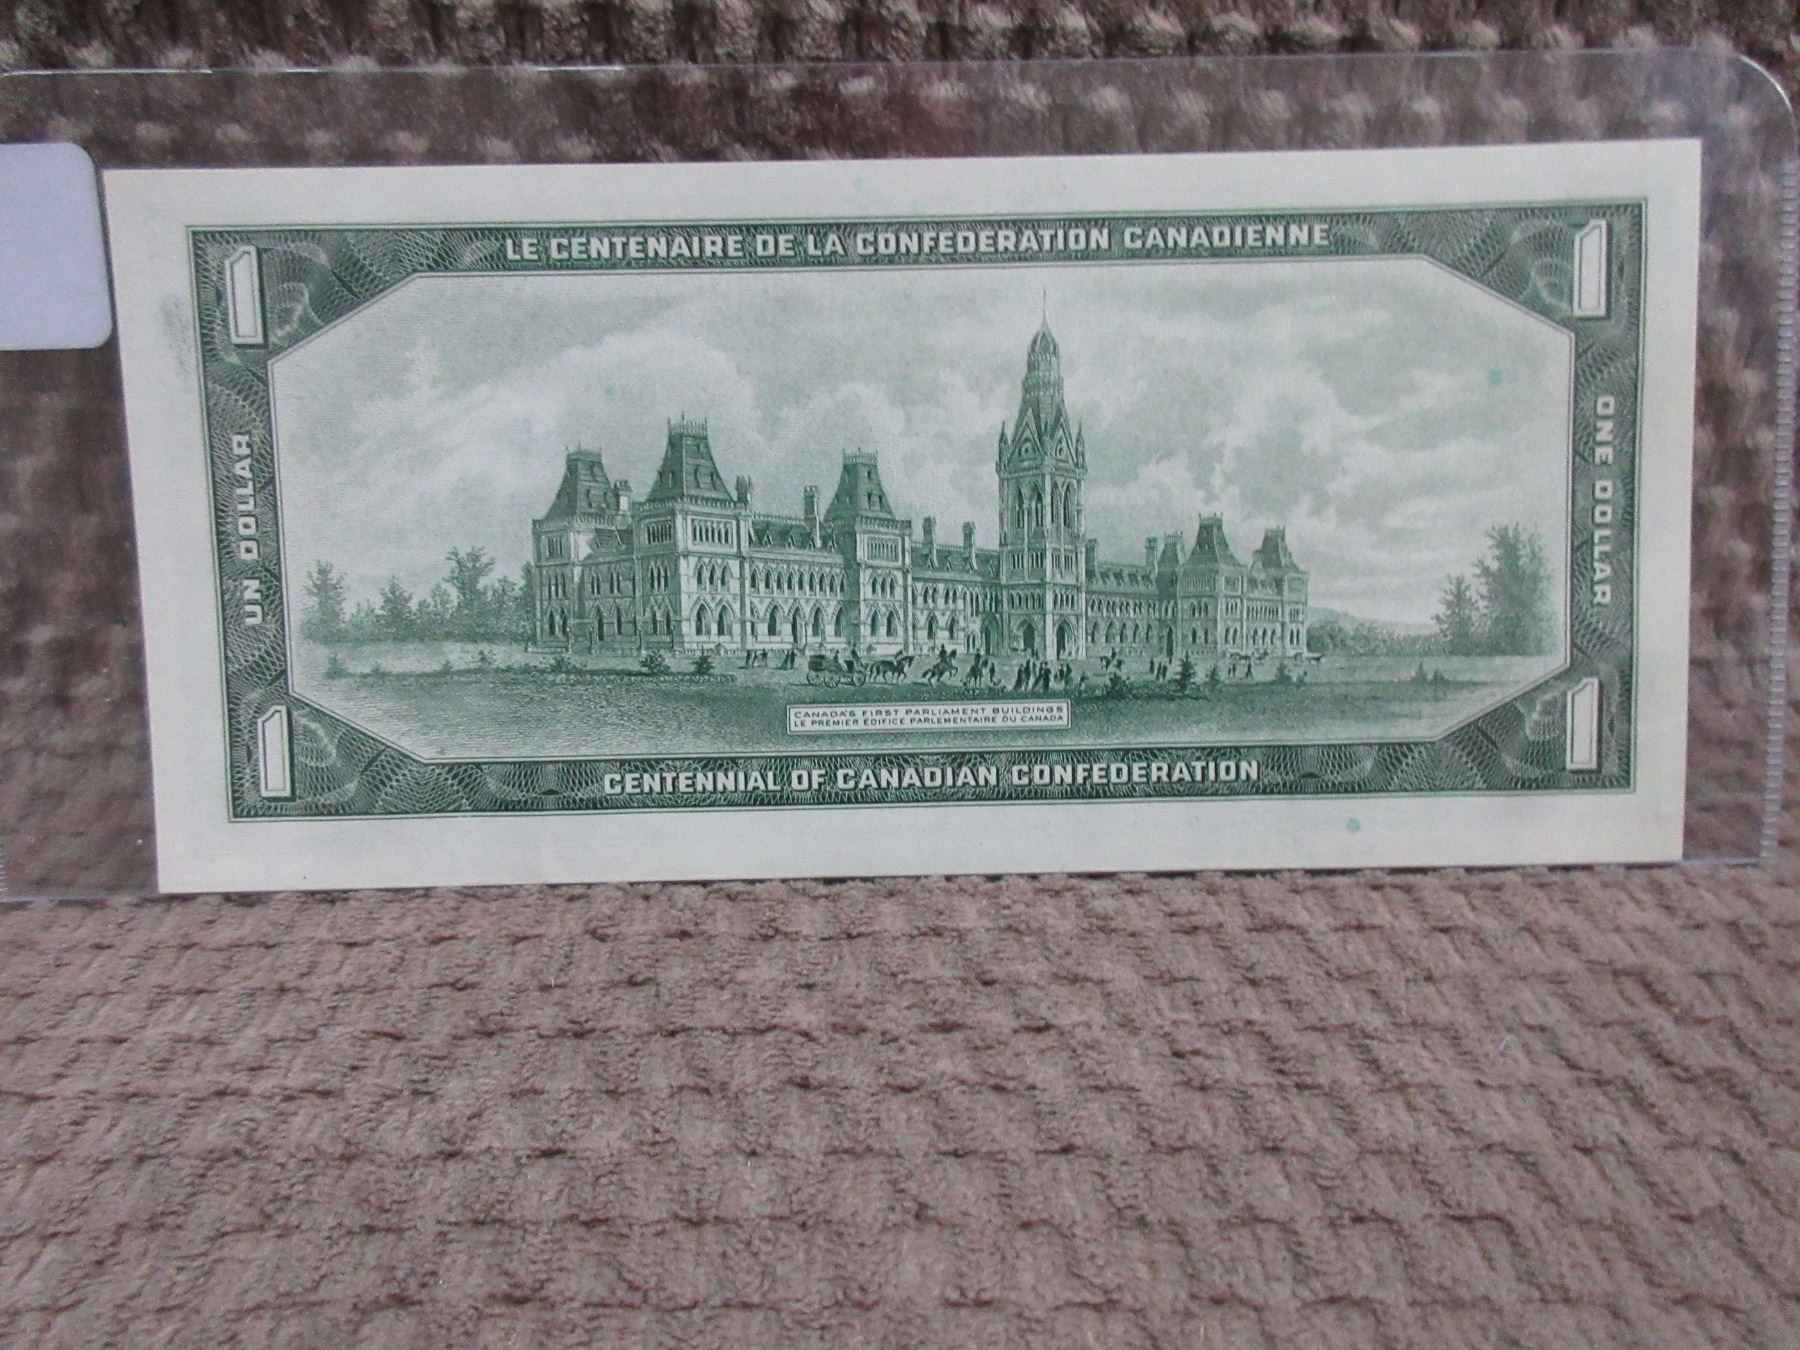 LE CENTENAIRE DE LA CONFEDERATION CANADIENNE
1
1
UN DOLLAR
ONE DOLLAR
CANADA'S FIRST PARLIAMENT BUILDINGS
LE PREMIER ÉDIFICE PARLEMENTAIRE DU CANADA
1
1
CENTENNIAL OF CANADIAN CONFEDERATION